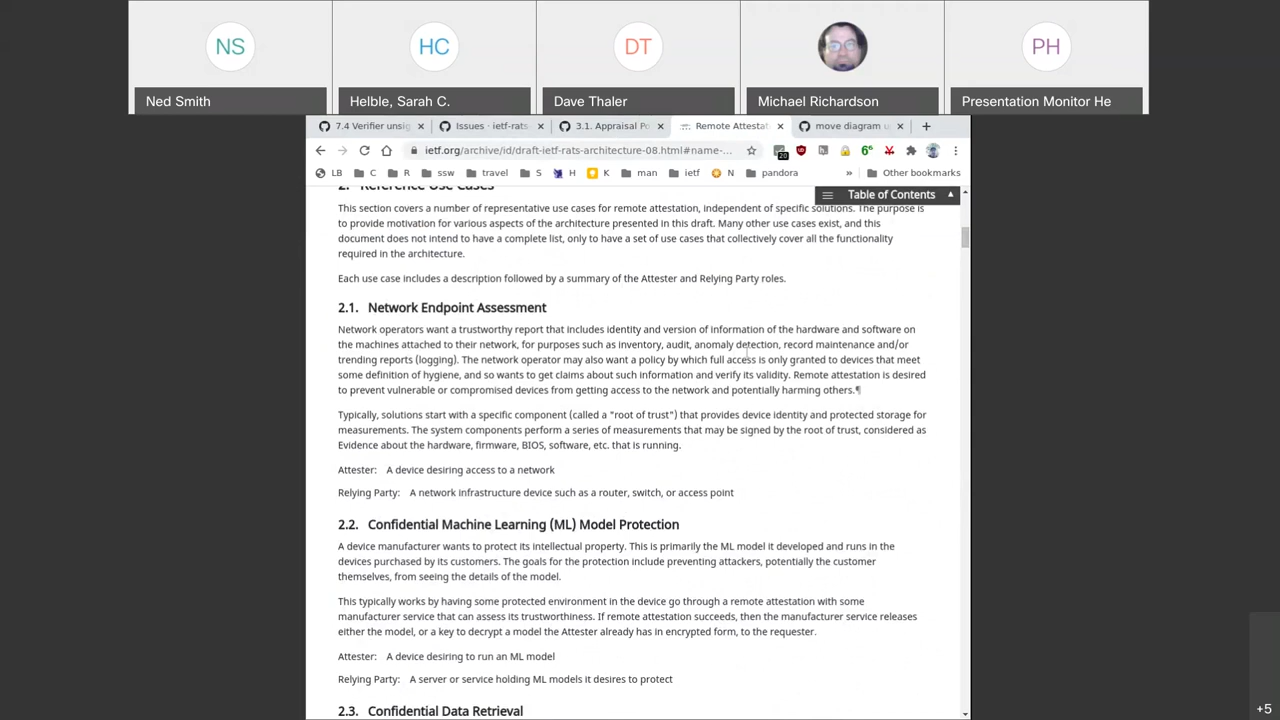 NS
HC
DT
PH
Ned Smith
Helble, Sarah C.
Dave Thaler
Michael Richardson
Presentation Monitor He
7.4 Verifier unsig
Issues · ietf-rats-
3.1. Appraisal Po
Remote Attestat
move diagram u
ietf.org/archive/id/draft-ietf-rats-architecture-08.html#name-...
20
6⁶
LB
C
R
ssw
travel
S
H
K
man
ietf
N
pandora
»
Other bookmarks
2. Reference Use Cases
Table of Contents
This section covers a number of representative use cases for remote attestation, independent of specific solutions. The purpose is
to provide motivation for various aspects of the architecture presented in this draft. Many other use cases exist, and this
document does not intend to have a complete list, only to have a set of use cases that collectively cover all the functionality
required in the architecture.
Each use case includes a description followed by a summary of the Attester and Relying Party roles.
2.1. Network Endpoint Assessment
Network operators want a trustworthy report that includes identity and version of information of the hardware and software on
the machines attached to their network, for purposes such as inventory, audit, anomaly detection, record maintenance and/or
trending reports (logging). The network operator may also want a policy by which full access is only granted to devices that meet
some definition of hygiene, and so wants to get claims about such information and verify its validity. Remote attestation is desired
to prevent vulnerable or compromised devices from getting access to the network and potentially harming others.¶
Typically, solutions start with a specific component (called a "root of trust") that provides device identity and protected storage for
measurements. The system components perform a series of measurements that may be signed by the root of trust, considered as
Evidence about the hardware, firmware, BIOS, software, etc. that is running.
Attester: A device desiring access to a network
Relying Party: A network infrastructure device such as a router, switch, or access point
2.2. Confidential Machine Learning (ML) Model Protection
A device manufacturer wants to protect its intellectual property. This is primarily the ML model it developed and runs in the
devices purchased by its customers. The goals for the protection include preventing attackers, potentially the customer
themselves, from seeing the details of the model.
This typically works by having some protected environment in the device go through a remote attestation with some
manufacturer service that can assess its trustworthiness. If remote attestation succeeds, then the manufacturer service releases
either the model, or a key to decrypt a model the Attester already has in encrypted form, to the requester.
Attester: A device desiring to run an ML model
Relying Party: A server or service holding ML models it desires to protect
2.3. Confidential Data Retrieval
+5